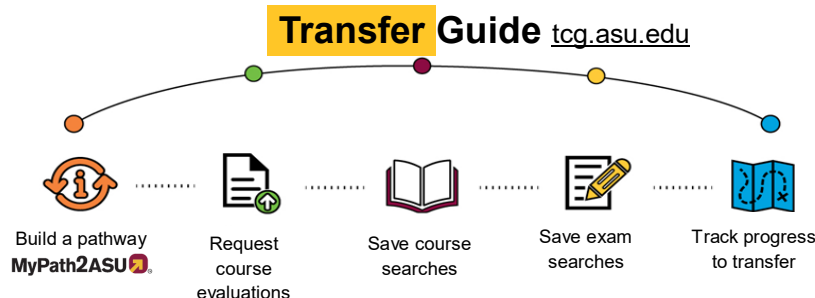 Transfer Guide tcg.asu.edu
Build a pathway
MyPath2ASU®
Request
course
evaluations
Save course
searches
Save exam
searches
Track progress
to transfer